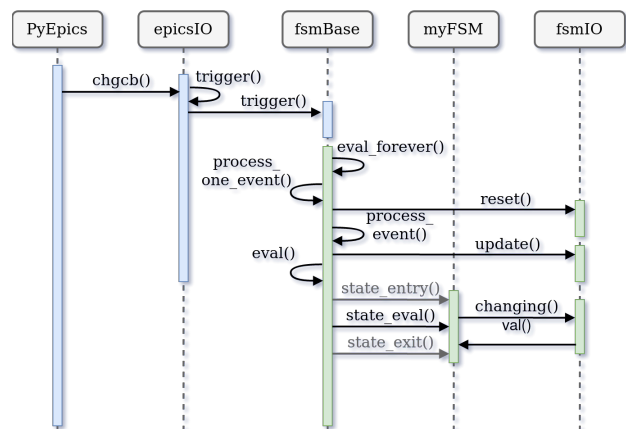 PyEpics
epicsIO
fsmBase
myFSM
fsmIO
chgcb()
trigger()
trigger()
eval_forever()
process_
one_event()
reset()
process_
event()
update()
eval()
state_entry()
changing()
state_eval()
val()
state_exit()